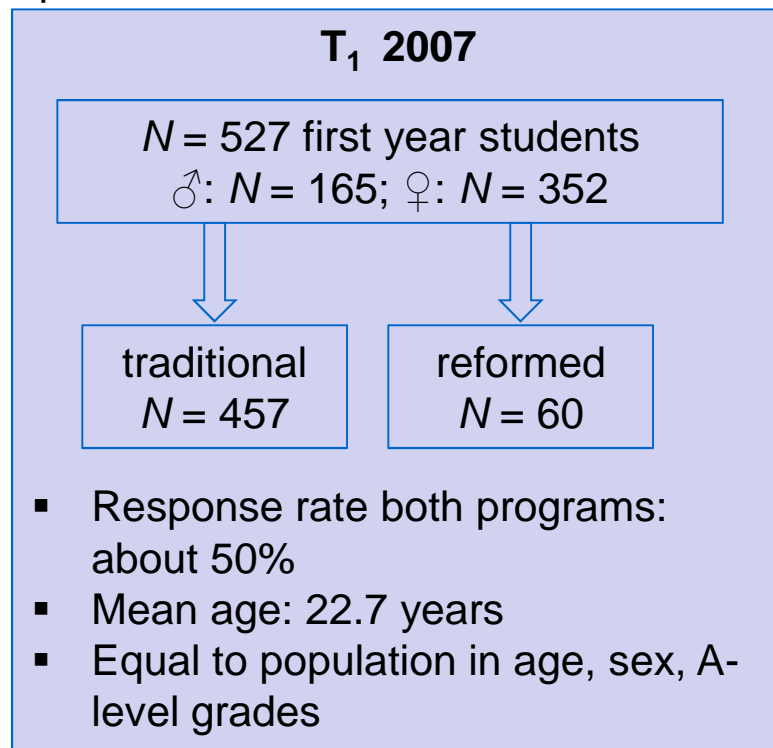 T₁ 2007
N = 527 first year students
♂: N = 165; ♀: N = 352
traditional
N = 457
reformed
N = 60
▪ Response rate both programs:
about 50%
▪ Mean age: 22.7 years
▪ Equal to population in age, sex, A-
level grades